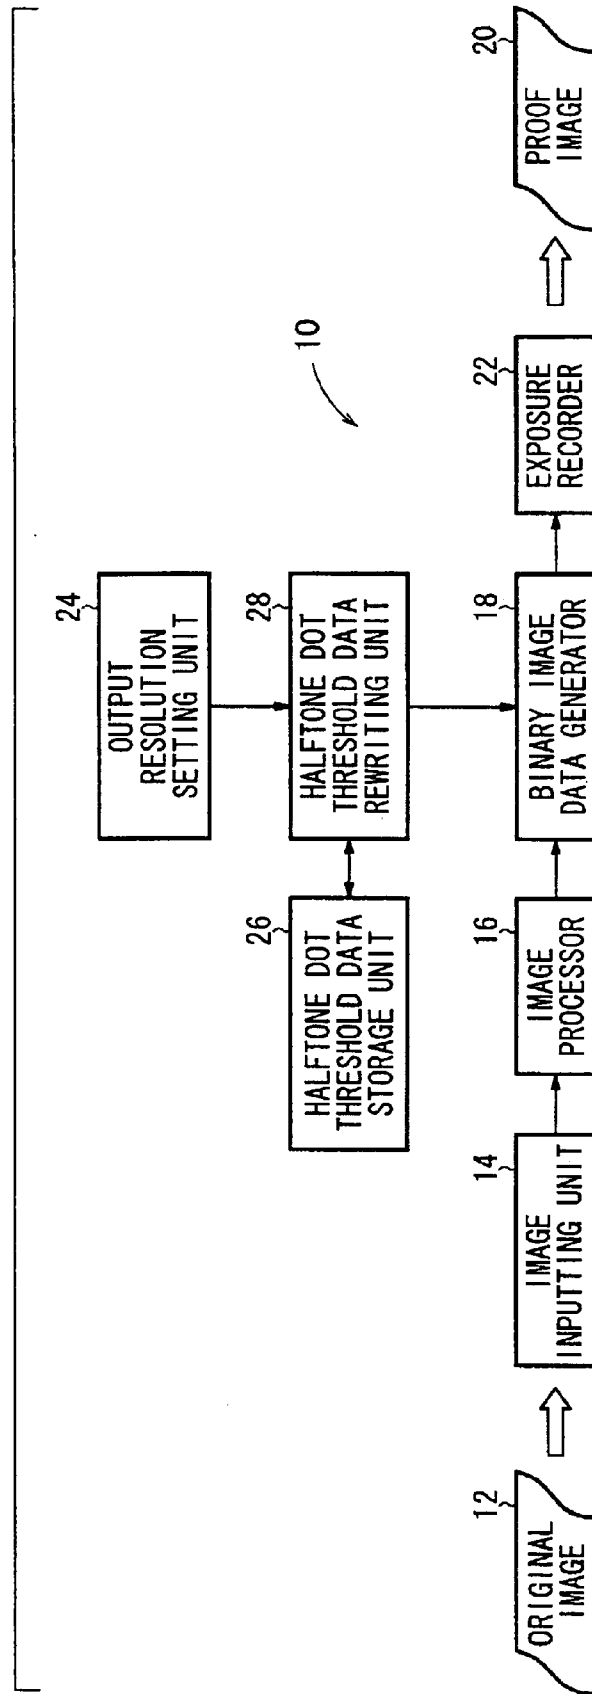 10
24
OUTPUT
RESOLUTION
SETTING UNIT
26
HALFTONE DOT
THRESHOLD DATA
STORAGE UNIT
28
HALFTONE DOT
THRESHOLD DATA
REWRITING UNIT
12
ORIGINAL
IMAGE
14
IMAGE
INPUTTING UNIT
16
IMAGE
PROCESSOR
18
BINARY IMAGE
DATA GENERATOR
22
EXPOSURE
RECORDER
20
PROOF
IMAGE